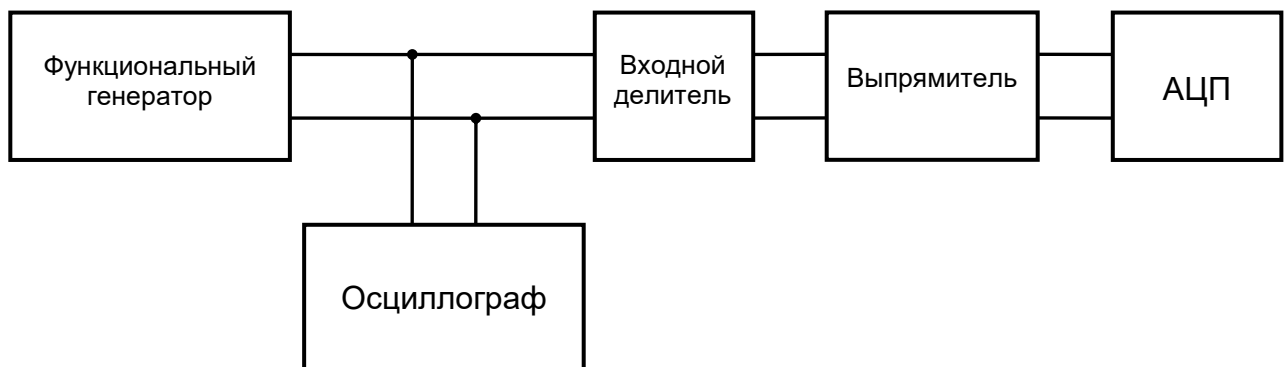 Функциональный
генератор
Входной
делитель
Выпрямитель
АЦП
Осциллограф